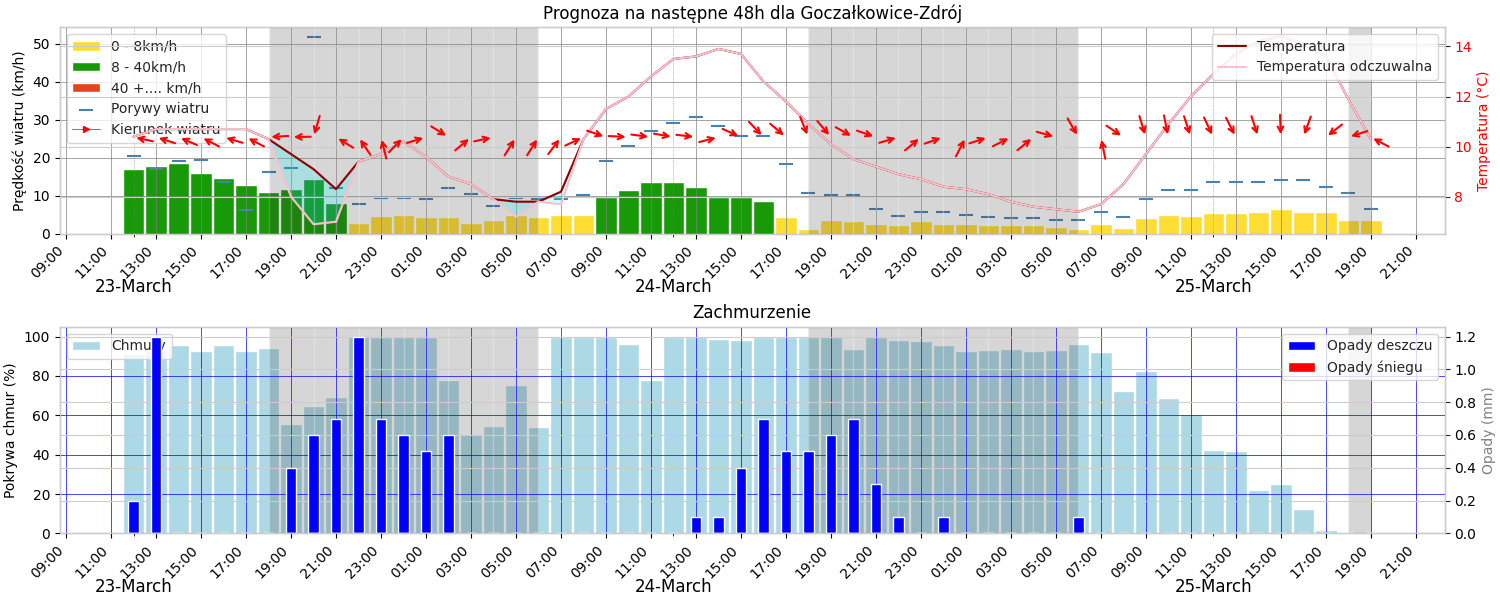 Prognoza na następne 48h dla Goczałkowice-Zdrój
Prędkość wiatru (km/h)
50
40
30
20
10
0
0 - 8km/h
8 - 40km/h
40 +.... km/h
Porywy wiatru
Kierunek wiatru
Temperatura
Temperatura odczuwalna
14
12
10
8
Temperatura (°C)
09:00 11:00 13:00 15:00 17:00 19:00 21:00 23:00 01:00 03:00 05:00 07:00 09:00 11:00 13:00 15:00 17:00 19:00 21:00 23:00 01:00 03:00 05:00 07:00 09:00 11:00 13:00 15:00 17:00 19:00 21:00
23-March 24-March 25-March
Zachmurzenie
Pokrywa chmur (%)
100
80
60
40
20
0
Chmury
Opady deszczu
Opady śniegu
1.2
1.0
0.8
0.6
0.4
0.2
0.0
Opady (mm)
09:00 11:00 13:00 15:00 17:00 19:00 21:00 23:00 01:00 03:00 05:00 07:00 09:00 11:00 13:00 15:00 17:00 19:00 21:00 23:00 01:00 03:00 05:00 07:00 09:00 11:00 13:00 15:00 17:00 19:00 21:00
23-March 24-March 25-March